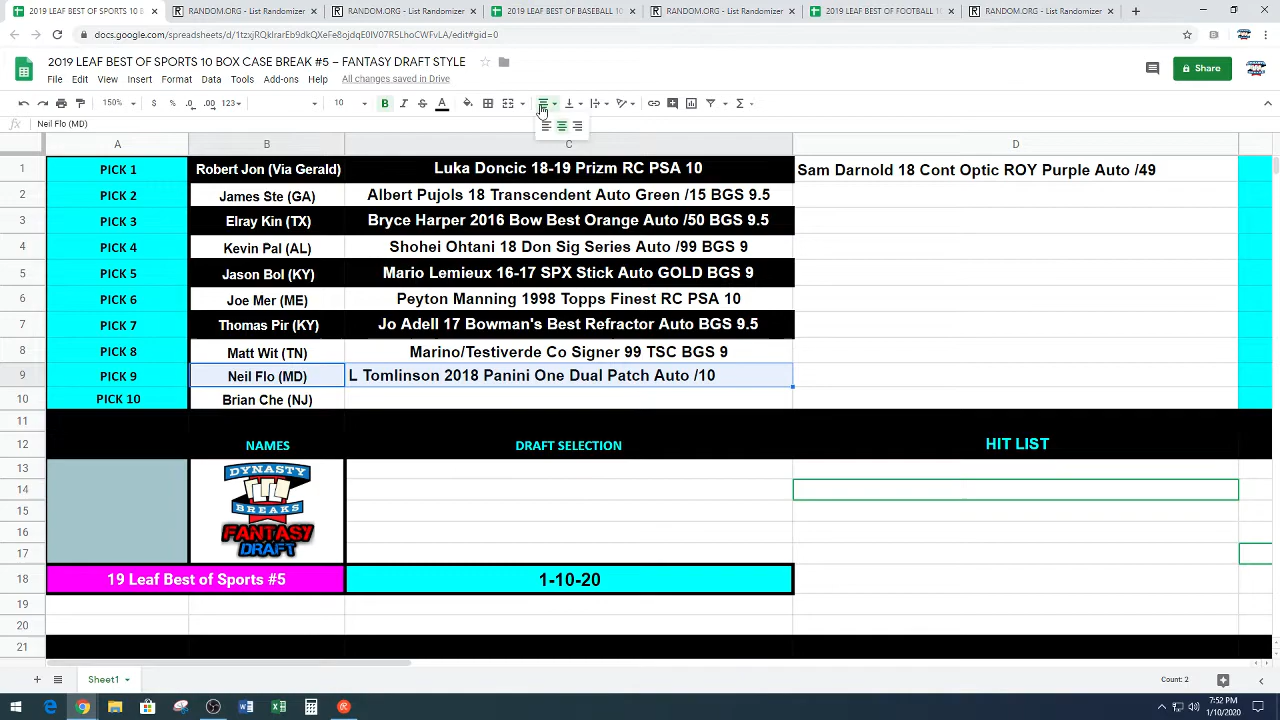 2019 LEAF BEST OF SPORTS 10 B
RANDOM.ORG - List Randomizer
RANDOM.ORG - List Randomizer
2019 LEAF BEST OF BASEBALL 10
RANDOM.ORG - List Randomizer
2019 LEAF BEST OF FOOTBALL 10
RANDOM.ORG - List Randomizer
2019 LEAF BEST OF SPORTS 10 BOX CASE BREAK #5 – FANTASY DRAFT STYLE
File Edit View Insert Format Data Tools Add-ons Help All changes saved in Drive
Share
150% $ % .0 .00 123 10 B I S A
fx Neil Flo (MD)
A B C D
1 PICK 1 Robert Jon (Via Gerald) Luka Doncic 18-19 Prizm RC PSA 10 Sam Darnold 18 Cont Optic ROY Purple Auto /49
2 PICK 2 James Ste (GA) Albert Pujols 18 Transcendent Auto Green /15 BGS 9.5
3 PICK 3 Elray Kin (TX) Bryce Harper 2016 Bow Best Orange Auto /50 BGS 9.5
4 PICK 4 Kevin Pal (AL) Shohei Ohtani 18 Don Sig Series Auto /99 BGS 9
5 PICK 5 Jason Bol (KY) Mario Lemieux 16-17 SPX Stick Auto GOLD BGS 9
6 PICK 6 Joe Mer (ME) Peyton Manning 1998 Topps Finest RC PSA 10
7 PICK 7 Thomas Pir (KY) Jo Adell 17 Bowman's Best Refractor Auto BGS 9.5
8 PICK 8 Matt Wit (TN) Marino/Testiverde Co Signer 99 TSC BGS 9
9 PICK 9 Neil Flo (MD) L Tomlinson 2018 Panini One Dual Patch Auto /10
10 PICK 10 Brian Che (NJ)
11
12 NAMES DRAFT SELECTION HIT LIST
13
14
15
16
17
DYNASTY
BREAKS
FANTASY
DRAFT
18 19 Leaf Best of Sports #5 1-10-20
19
20
21
Sheet1 Count: 2
7:52 PM
1/10/2020